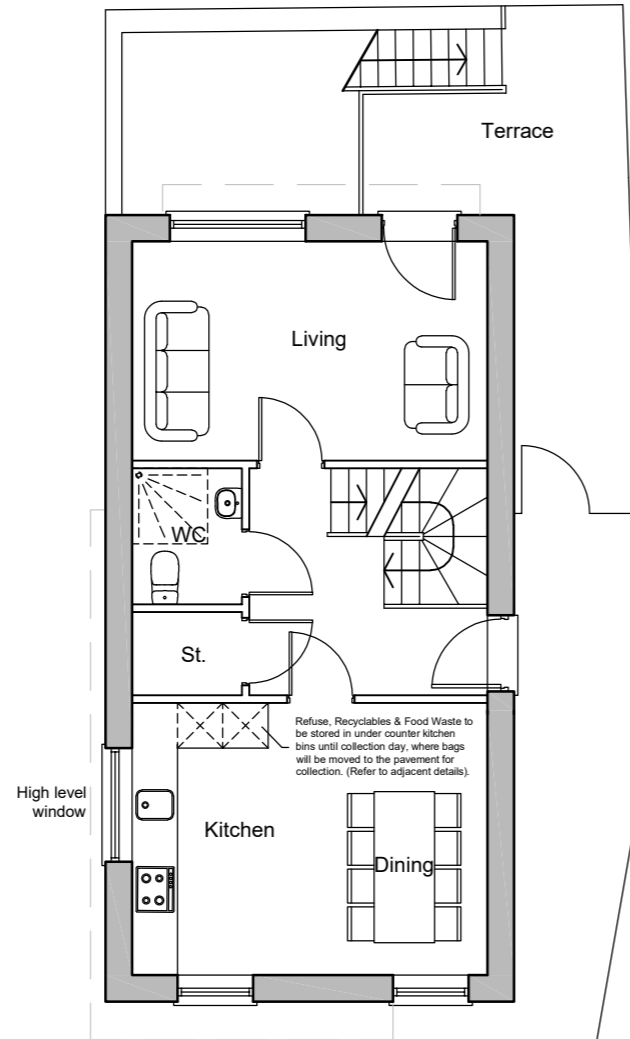 Terrace
Living
WC
St.
Refuse, Recyclables & Food Waste to
be stored in under counter kitchen
bins until collection day, where bags
will be moved to the pavement for
collection. (Refer to adjacent details).
High level
window
Kitchen
Dining